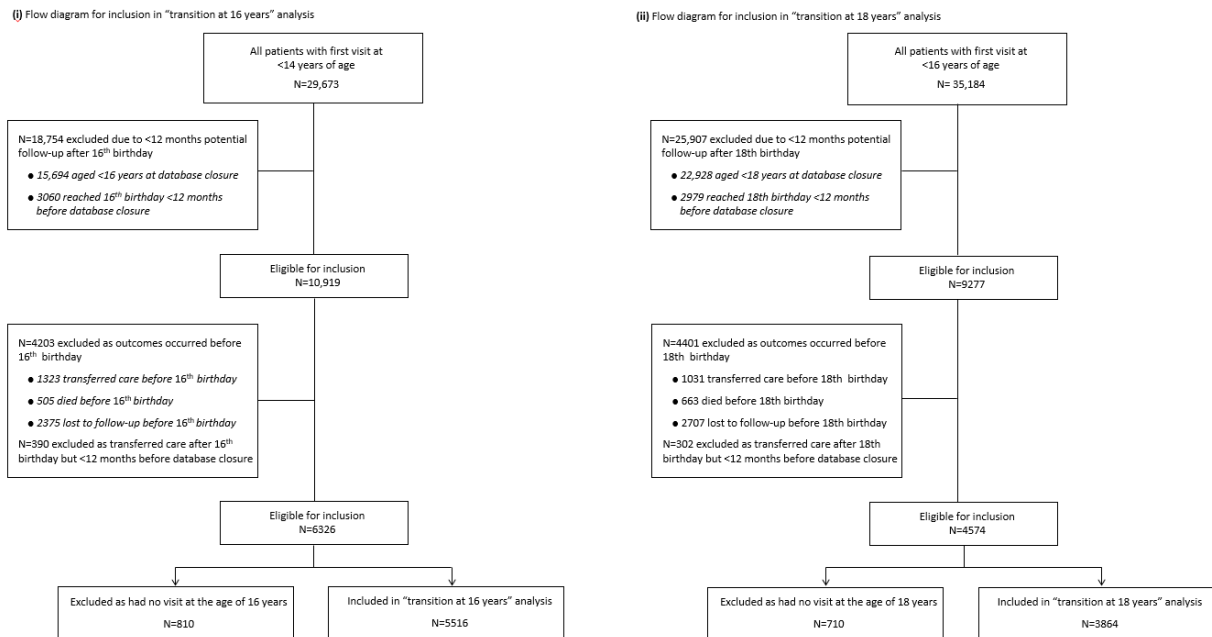 (i) Flow diagram for inclusion in “transition at 16 years” analysis
All patients with first visit at
<14 years of age
N=29,673
N=18,754 excluded due to <12 months potential
follow-up after 16th birthday
● 15,694 aged <16 years at database closure
● 3060 reached 16th birthday <12 months
before database closure
Eligible for inclusion
N=10,919
N=4203 excluded as outcomes occurred before
16th birthday
● 1323 transferred care before 16th birthday
● 505 died before 16th birthday
● 2375 lost to follow-up before 16th birthday
N=390 excluded as transferred care after 16th
birthday but <12 months before database closure
Eligible for inclusion
N=6326
Excluded as had no visit at the age of 16 years
N=810
Included in “transition at 16 years” analysis
N=5516
(ii) Flow diagram for inclusion in “transition at 18 years” analysis
All patients with first visit at
<16 years of age
N= 35,184
N=25,907 excluded due to <12 months potential
follow-up after 18th birthday
● 22,928 aged <18 years at database closure
● 2979 reached 18th birthday <12 months
before database closure
Eligible for inclusion
N=9277
N=4401 excluded as outcomes occurred before
18th birthday
● 1031 transferred care before 18th birthday
● 663 died before 18th birthday
● 2707 lost to follow-up before 18th birthday
N=302 excluded as transferred care after 18th
birthday but <12 months before database closure
Eligible for inclusion
N=4574
Excluded as had no visit at the age of 18 years
N=710
Included in “transition at 18 years” analysis
N=3864